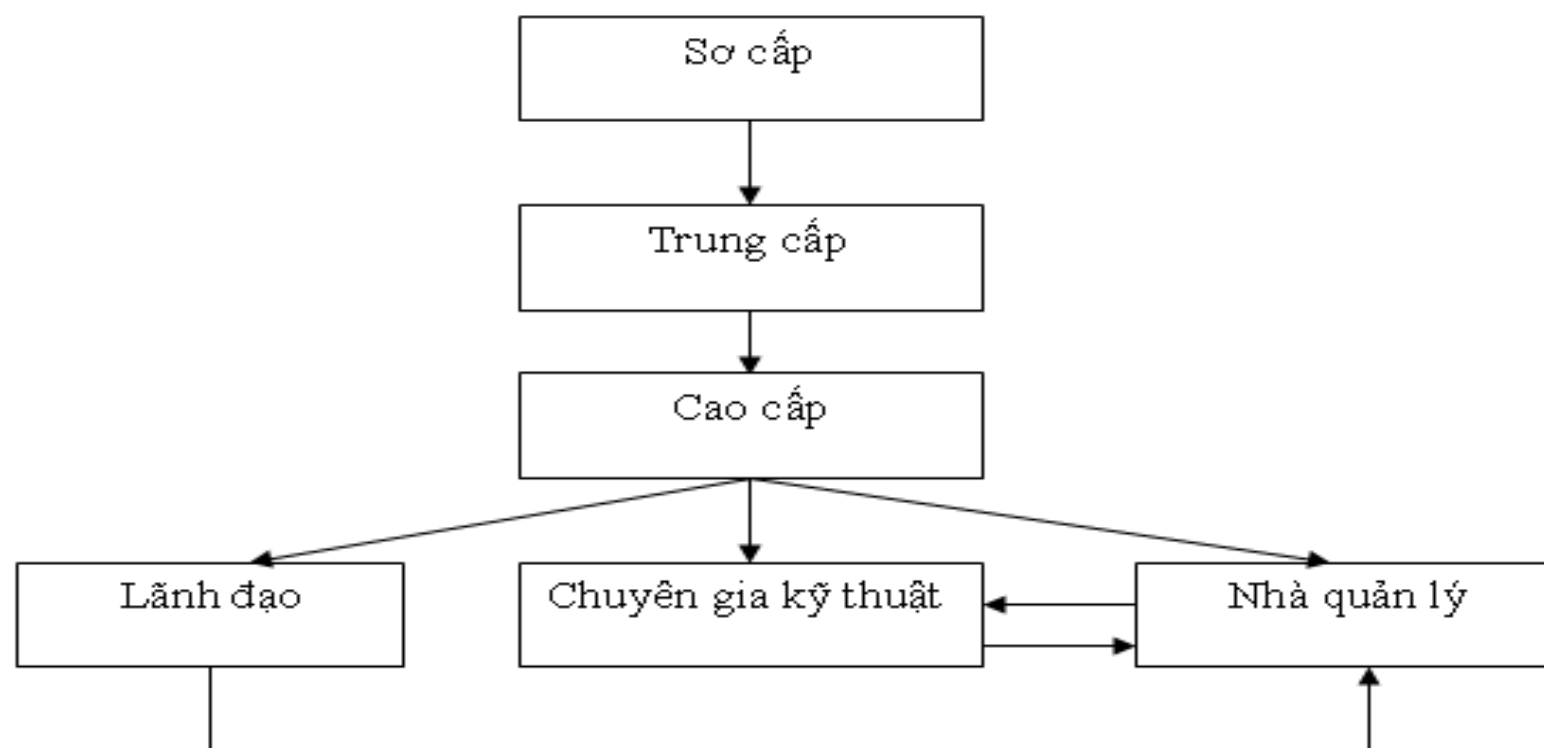 Sơ cấp
Trung cấp
Cao cấp
Lãnh đạo
Chuyên gia kỹ thuật
Nhà quản lý